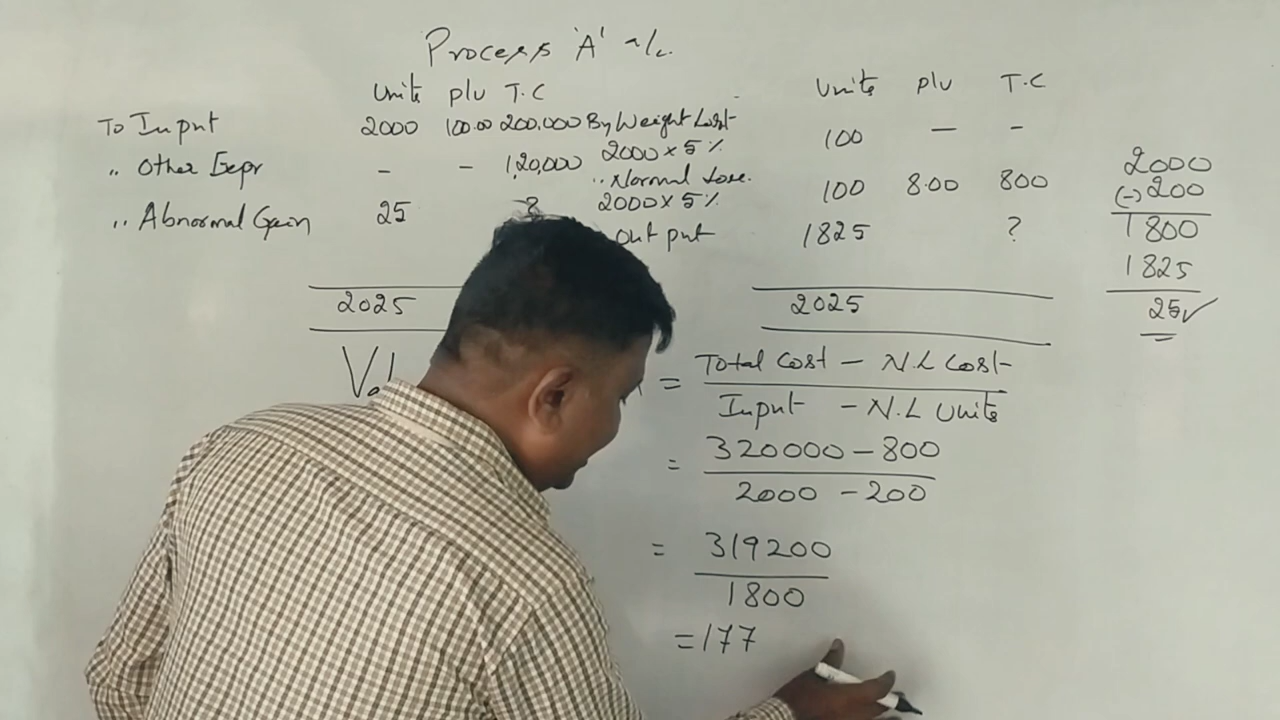 Process 'A' a/c.
Units P/U T.C Units P/U T.C
To Input 2000 100.00 200,000 By Weight Lost 100 — -
2000 x 5%
,, Other Expr - - 1,20,000 ,, Normal Loss. 100 8.00 800
2000 x 5%
,, Abnormal Gain 25 ? Output 1825 ?
2025 2025
2000
(-) 200
1800
1825
25✓
= Total Cost - N.L Cost
Input - N.L Units
= 320000 - 800
2000 - 200
= 319200
1800
= 177